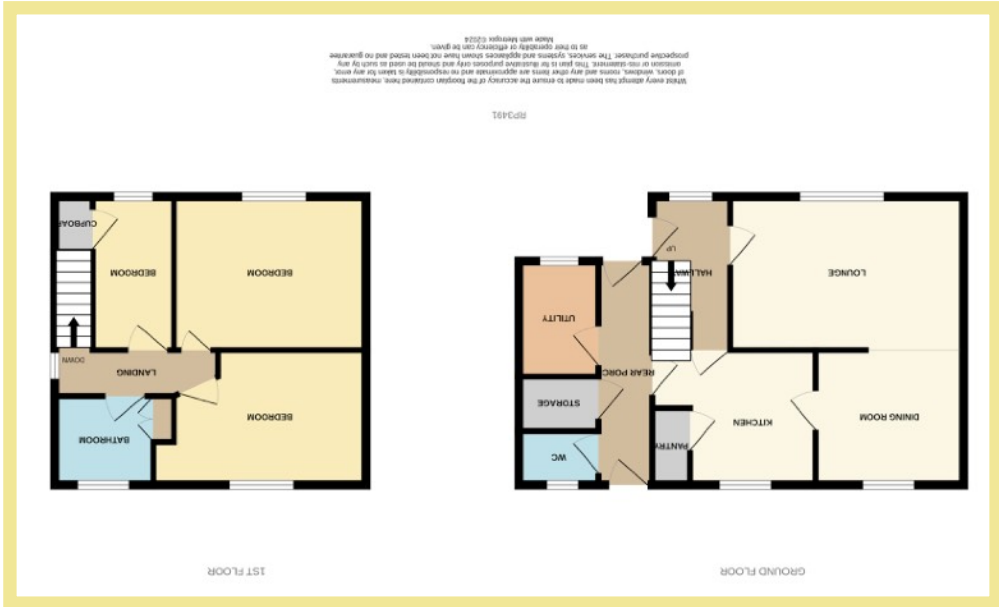 GROUND FLOOR
DINING ROOM
KITCHEN
PANTRY
WC
STORAGE
REAR PORC
UTILITY
LOUNGE
HALLWAY
UP
1ST FLOOR
BEDROOM
BATHROOM
LANDING
DOWN
BEDROOM
BEDROOM
CUPBOAR
RP3491
Whilst every attempt has been made to ensure the accuracy of the floorplan contained here, measurements
of doors, windows, rooms and any other items are approximate and no responsibility is taken for any error,
omission or mis-statement. This plan is for illustrative purposes only and should be used as such by any
prospective purchaser. The services, systems and appliances shown have not been tested and no guarantee
as to their operability or efficiency can be given.
Made with Metropix ©2024